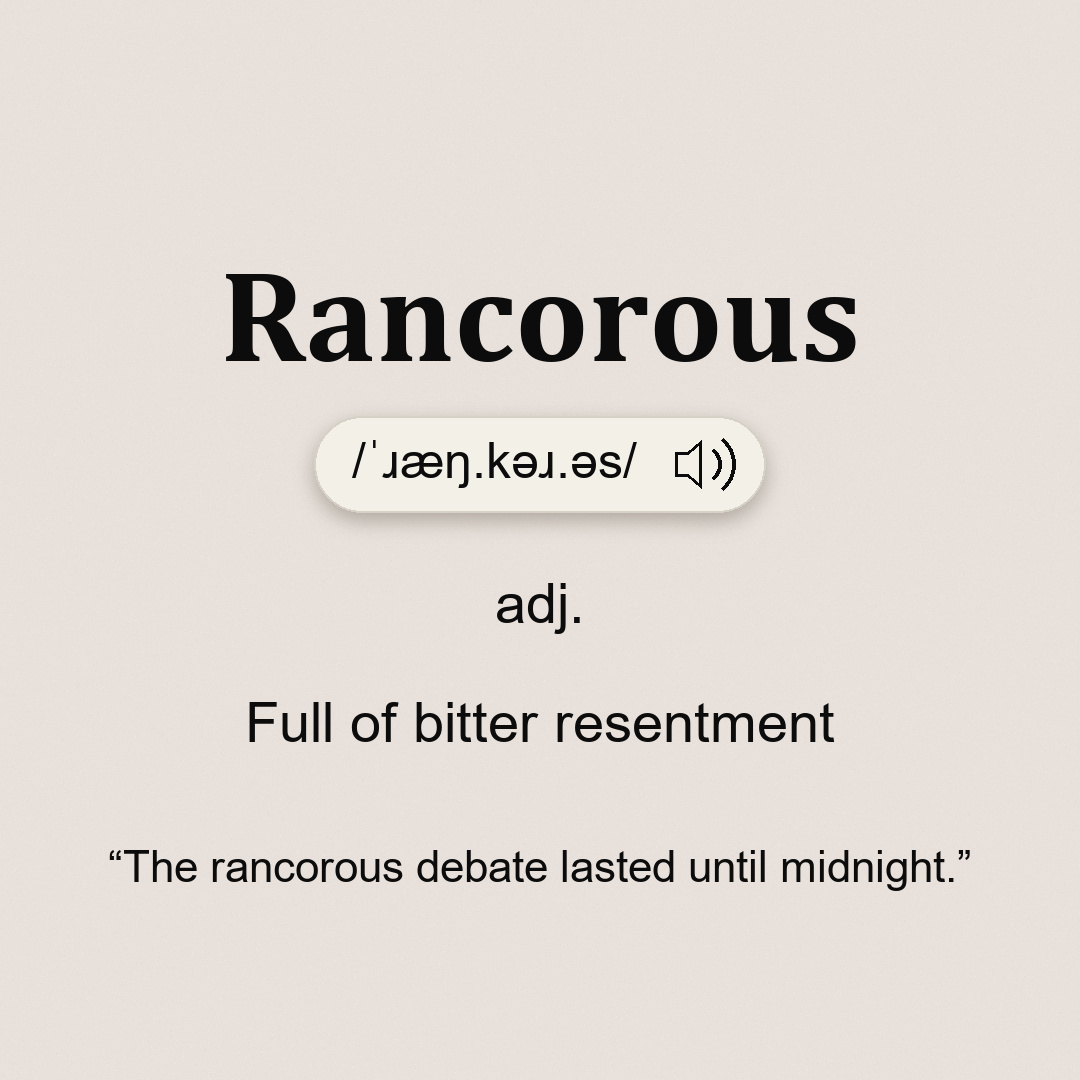 Rancorous
/ˈɹæŋ.kəɹ.əs/
adj.
Full of bitter resentment
“The rancorous debate lasted until midnight.”